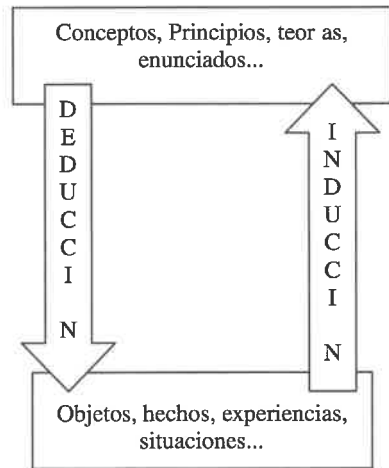 Conceptos, Principios, teor as,
enunciados...
DEDUCCI N
INDUCCI N
Objetos, hechos, experiencias,
situaciones...